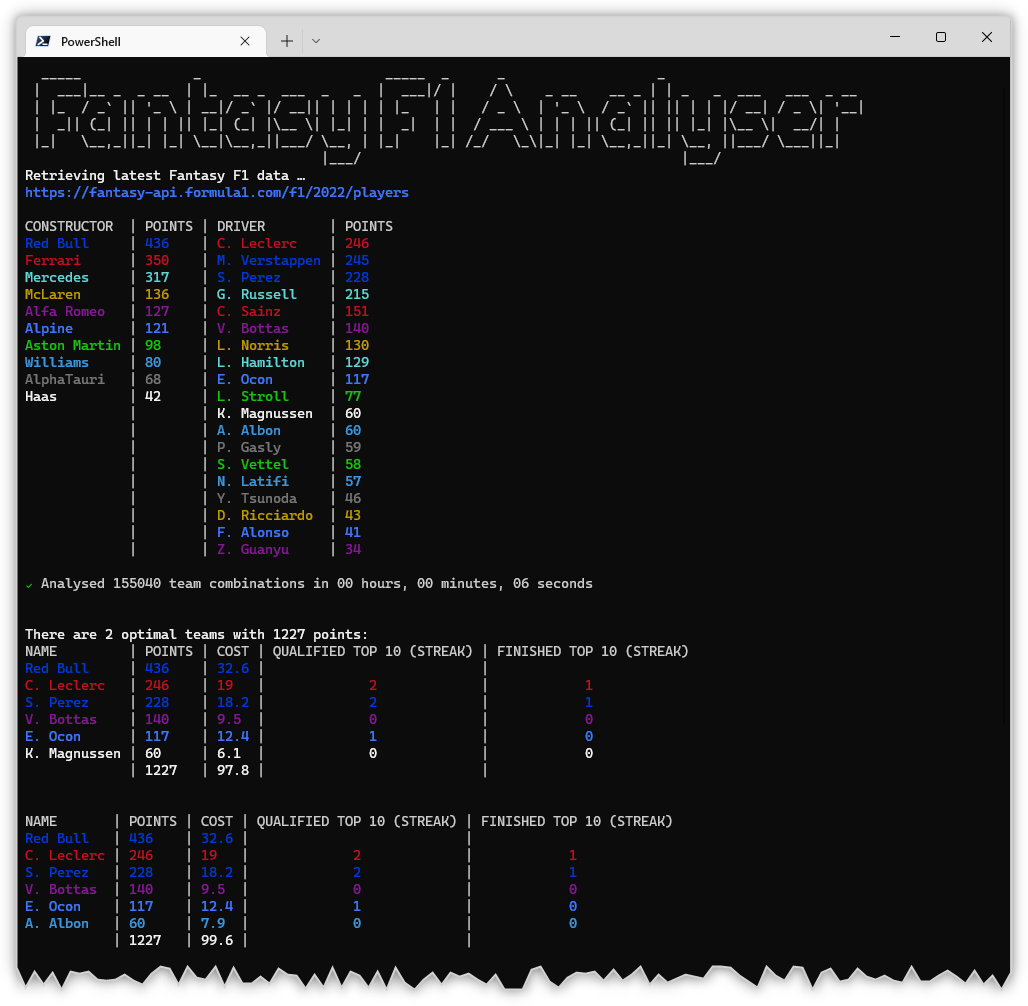 PowerShell
Fantasy F1 Analyser
Retrieving latest Fantasy F1 data …
https://fantasy-api.formula1.com/f1/2022/players
CONSTRUCTOR | POINTS | DRIVER | POINTS
Red Bull | 436 | C. Leclerc | 246
Ferrari | 350 | M. Verstappen | 245
Mercedes | 317 | S. Perez | 228
McLaren | 136 | G. Russell | 215
Alfa Romeo | 127 | C. Sainz | 151
Alpine | 121 | V. Bottas | 140
Aston Martin | 98 | L. Norris | 130
Williams | 80 | L. Hamilton | 129
AlphaTauri | 68 | E. Ocon | 117
Haas | 42 | L. Stroll | 77
| | K. Magnussen | 60
| | A. Albon | 60
| | P. Gasly | 59
| | S. Vettel | 58
| | N. Latifi | 57
| | Y. Tsunoda | 46
| | D. Ricciardo | 43
| | F. Alonso | 41
| | Z. Guanyu | 34
✓ Analysed 155040 team combinations in 00 hours, 00 minutes, 06 seconds
There are 2 optimal teams with 1227 points:
NAME | POINTS | COST | QUALIFIED TOP 10 (STREAK) | FINISHED TOP 10 (STREAK)
Red Bull | 436 | 32.6 | |
C. Leclerc | 246 | 19 | 2 | 1
S. Perez | 228 | 18.2 | 2 | 1
V. Bottas | 140 | 9.5 | 0 | 0
E. Ocon | 117 | 12.4 | 1 | 0
K. Magnussen | 60 | 6.1 | 0 | 0
| 1227 | 97.8 | |
NAME | POINTS | COST | QUALIFIED TOP 10 (STREAK) | FINISHED TOP 10 (STREAK)
Red Bull | 436 | 32.6 | |
C. Leclerc | 246 | 19 | 2 | 1
S. Perez | 228 | 18.2 | 2 | 1
V. Bottas | 140 | 9.5 | 0 | 0
E. Ocon | 117 | 12.4 | 1 | 0
A. Albon | 60 | 7.9 | 0 | 0
| 1227 | 99.6 | |